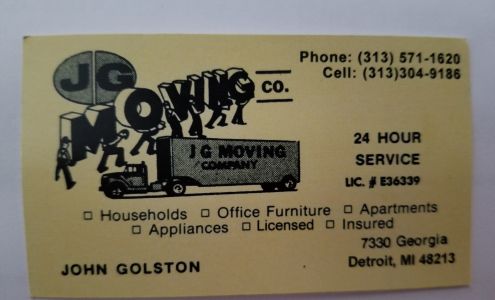 JG
MOVING CO.
Phone: (313) 571-1620
Cell: (313)304-9186
J G MOVING
COMPANY
24 HOUR
SERVICE
LIC. # E36339
□ Households □ Office Furniture □ Apartments
□ Appliances □ Licensed □ Insured
JOHN GOLSTON
7330 Georgia
Detroit, MI 48213